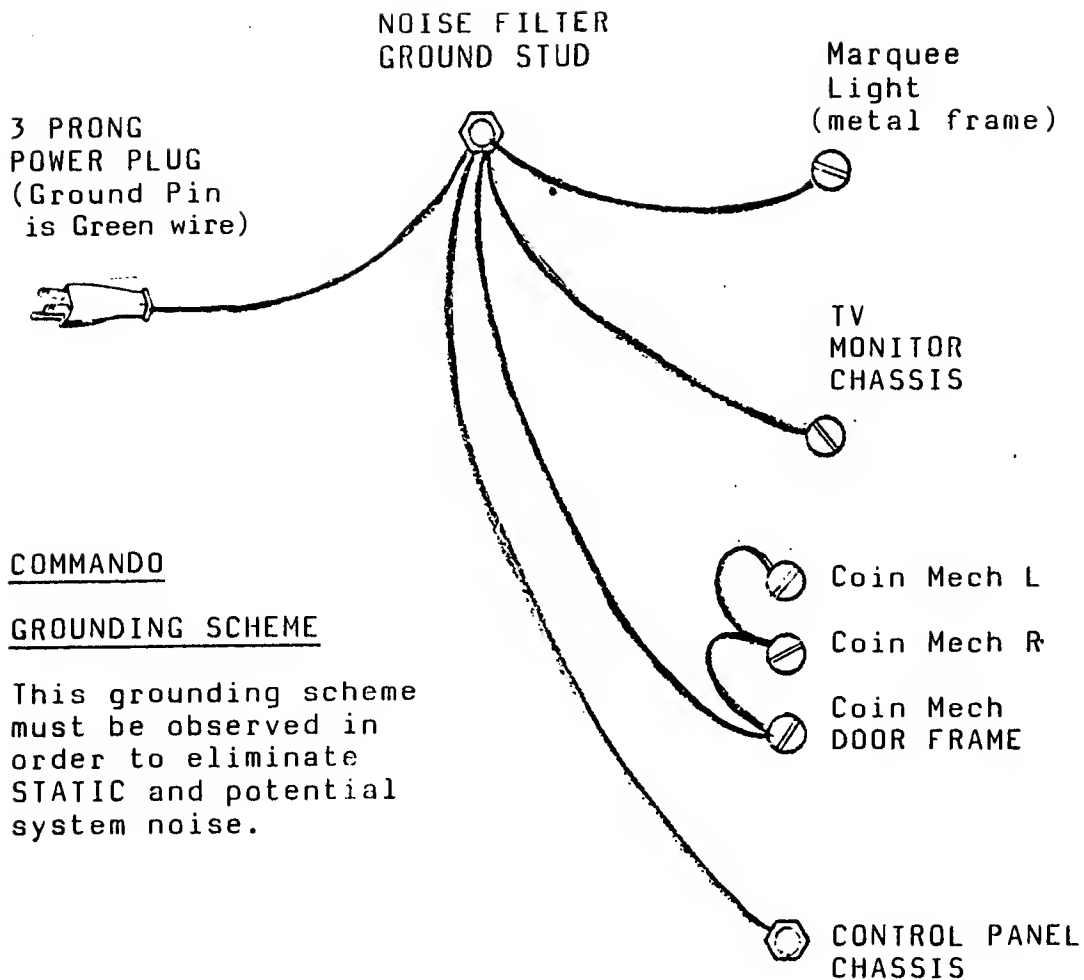 NOISE FILTER
GROUND STUD
Marquee
Light
(metal frame)
3 PRONG
POWER PLUG
(Ground Pin
is Green wire)
TV
MONITOR
CHASSIS
COMMANDO
GROUNDING SCHEME
This grounding scheme
must be observed in
order to eliminate
STATIC and potential
system noise.
Coin Mech L
Coin Mech R
Coin Mech
DOOR FRAME
CONTROL PANEL
CHASSIS